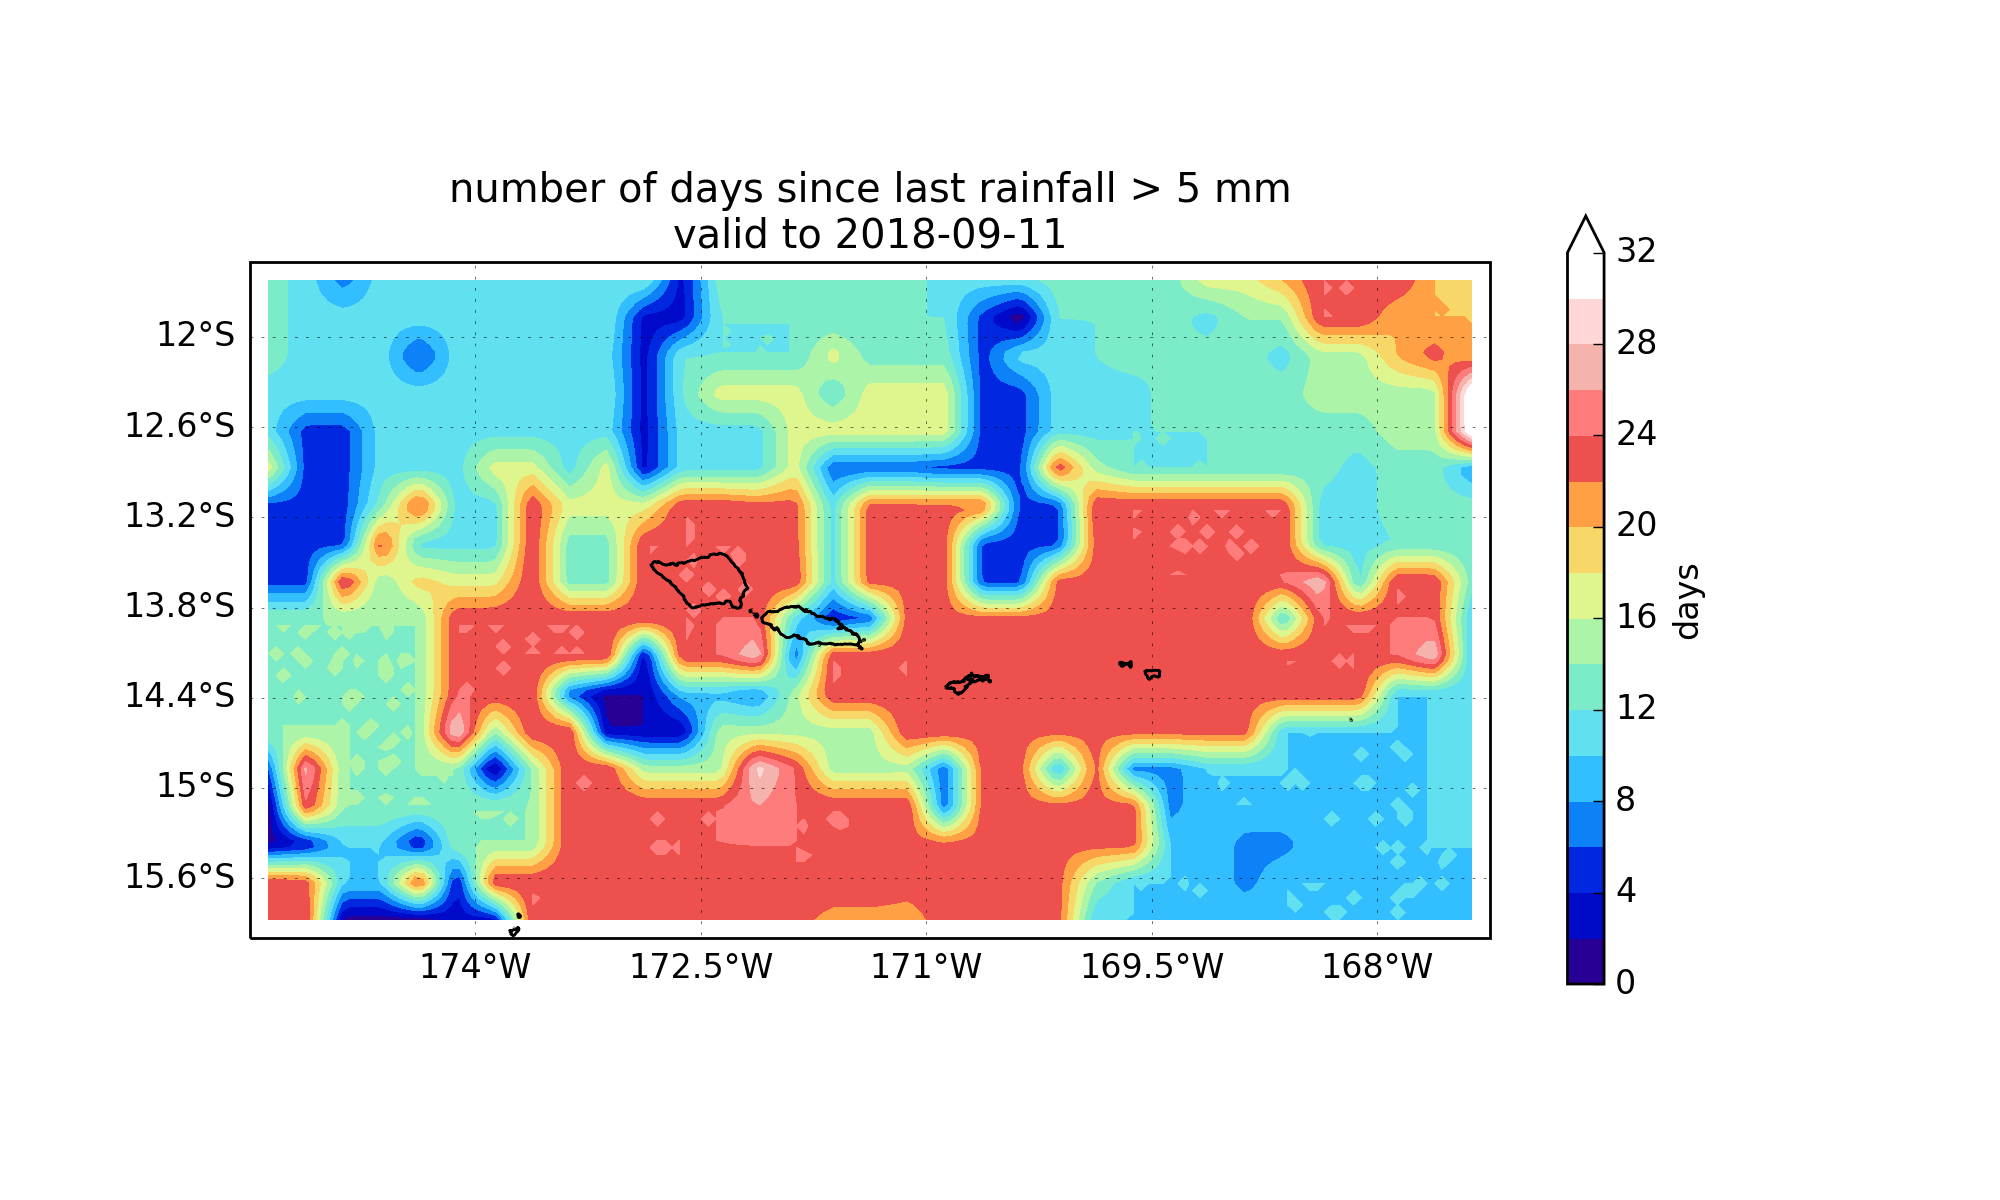 number of days since last rainfall > 5 mm
valid to 2018-09-11
12°S
12.6°S
13.2°S
13.8°S
14.4°S
15°S
15.6°S
174°W
172.5°W
171°W
169.5°W
168°W
32
28
24
20
16
12
8
4
0
days